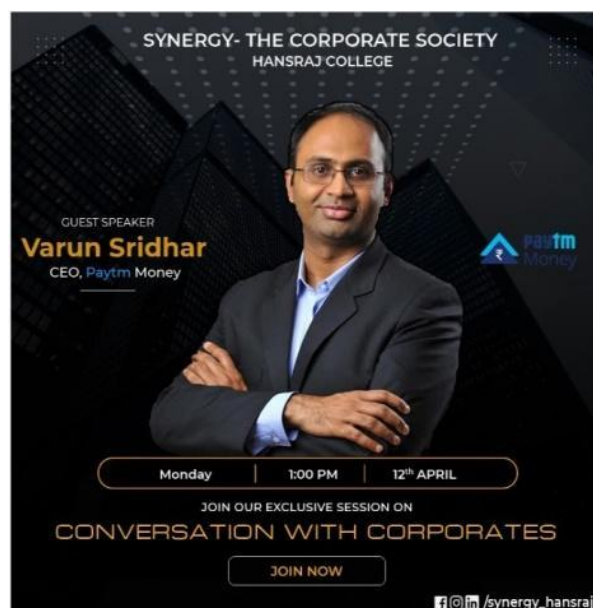 SYNERGY- THE CORPORATE SOCIETY
HANSRAJ COLLEGE
GUEST SPEAKER
Varun Sridhar
CEO, Paytm Money
₹
paytm
Money
Monday | 1:00 PM | 12th APRIL
JOIN OUR EXCLUSIVE SESSION ON
CONVERSATION WITH CORPORATES
JOIN NOW
/synergy_hansraj